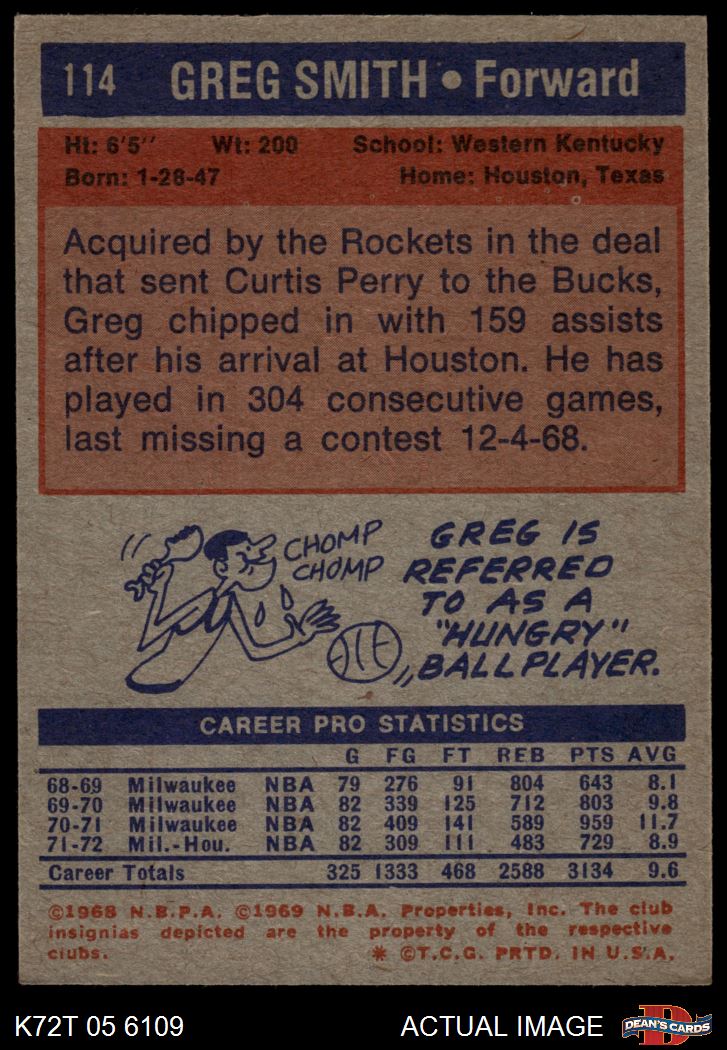 114 GREG SMITH • Forward
Ht: 6'5" Wt: 200 School: Western Kentucky
Born: 1-28-47 Home: Houston, Texas
Acquired by the Rockets in the deal
that sent Curtis Perry to the Bucks,
Greg chipped in with 159 assists
after his arrival at Houston. He has
played in 304 consecutive games,
last missing a contest 12-4-68.
CHOMP
CHOMP
GREG IS
REFERRED
TO AS A
"HUNGRY"
BALLPLAYER.
CAREER PRO STATISTICS
G FG FT REB PTS AVG
68-69 Milwaukee NBA 79 276 91 804 643 8.1
69-70 Milwaukee NBA 82 339 125 712 803 9.8
70-71 Milwaukee NBA 82 409 141 589 959 11.7
71-72 Mil.-Hou. NBA 82 309 111 483 729 8.9
Career Totals 325 1333 468 2588 3134 9.6
©1968 N.B.P.A. ©1969 N.B.A. Properties, Inc. The club
insignias depicted are the property of the respective
clubs. * ©T.C.G. PRTD. IN U.S.A.
K72T 05 6109 ACTUAL IMAGE D DEAN'S CARDS